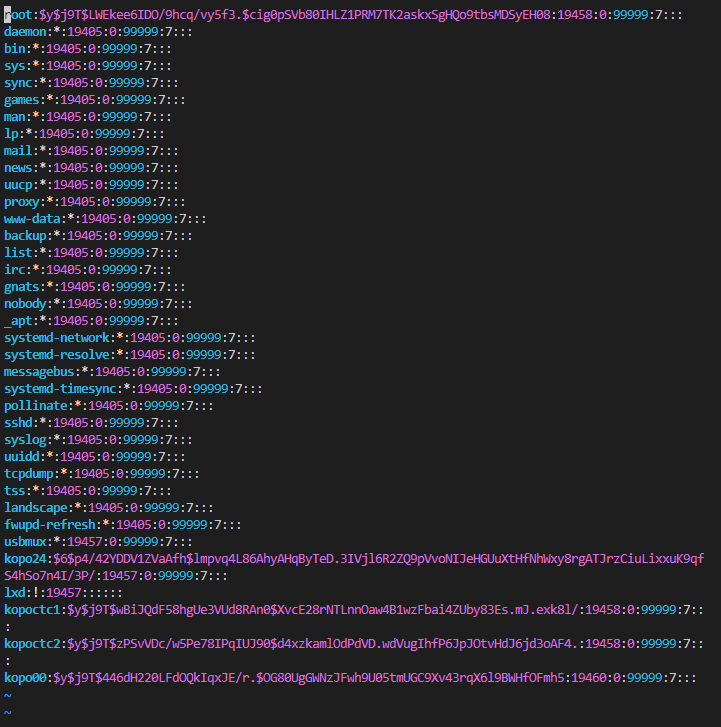 root:$y$j9T$LWEkee6IDO/9hcq/vy5f3.$cig0pSVb80IHLZ1PRM7TK2askxSgHQo9tbsMDSyEH08:19458:0:99999:7:::
daemon:*:19405:0:99999:7:::
bin:*:19405:0:99999:7:::
sys:*:19405:0:99999:7:::
sync:*:19405:0:99999:7:::
games:*:19405:0:99999:7:::
man:*:19405:0:99999:7:::
lp:*:19405:0:99999:7:::
mail:*:19405:0:99999:7:::
news:*:19405:0:99999:7:::
uucp:*:19405:0:99999:7:::
proxy:*:19405:0:99999:7:::
www-data:*:19405:0:99999:7:::
backup:*:19405:0:99999:7:::
list:*:19405:0:99999:7:::
irc:*:19405:0:99999:7:::
gnats:*:19405:0:99999:7:::
nobody:*:19405:0:99999:7:::
_apt:*:19405:0:99999:7:::
systemd-network:*:19405:0:99999:7:::
systemd-resolve:*:19405:0:99999:7:::
messagebus:*:19405:0:99999:7:::
systemd-timesync:*:19405:0:99999:7:::
pollinate:*:19405:0:99999:7:::
sshd:*:19405:0:99999:7:::
syslog:*:19405:0:99999:7:::
uuidd:*:19405:0:99999:7:::
tcpdump:*:19405:0:99999:7:::
tss:*:19405:0:99999:7:::
landscape:*:19405:0:99999:7:::
fwupd-refresh:*:19405:0:99999:7:::
usbmux:*:19457:0:99999:7:::
kopo24:$6$p4/42YDDV1ZVaAfh$lmpvq4L86AhyAHqByTeD.3IVjl6R2ZQ9pVvoNIJeHGUuXtHfNhWxy8rgATJrzCiuLixxuK9qf
S4hSo7n4I/3P/:19457:0:99999:7:::
lxd:!:19457::::::
kopoctc1:$y$j9T$wBiJQdF58hgUe3VUd8RAn0$XvcE28rNTLnnOaw4B1wzFbai4ZUby83Es.mJ.exk8l/:19458:0:99999:7::
:
kopoctc2:$y$j9T$zPSvVDc/w5Pe78IPqIUJ90$d4xzkamlOdPdVD.wdVugIhfP6JpJOtvHdJ6jd3oAF4.:19458:0:99999:7::
:
kopo00:$y$j9T$446dH220LFdOQkIqxJE/r.$OG80UgGWNzJFwh9U05tmUGC9Xv43rqX6l9BWHfOFmh5:19460:0:99999:7:::
~
~